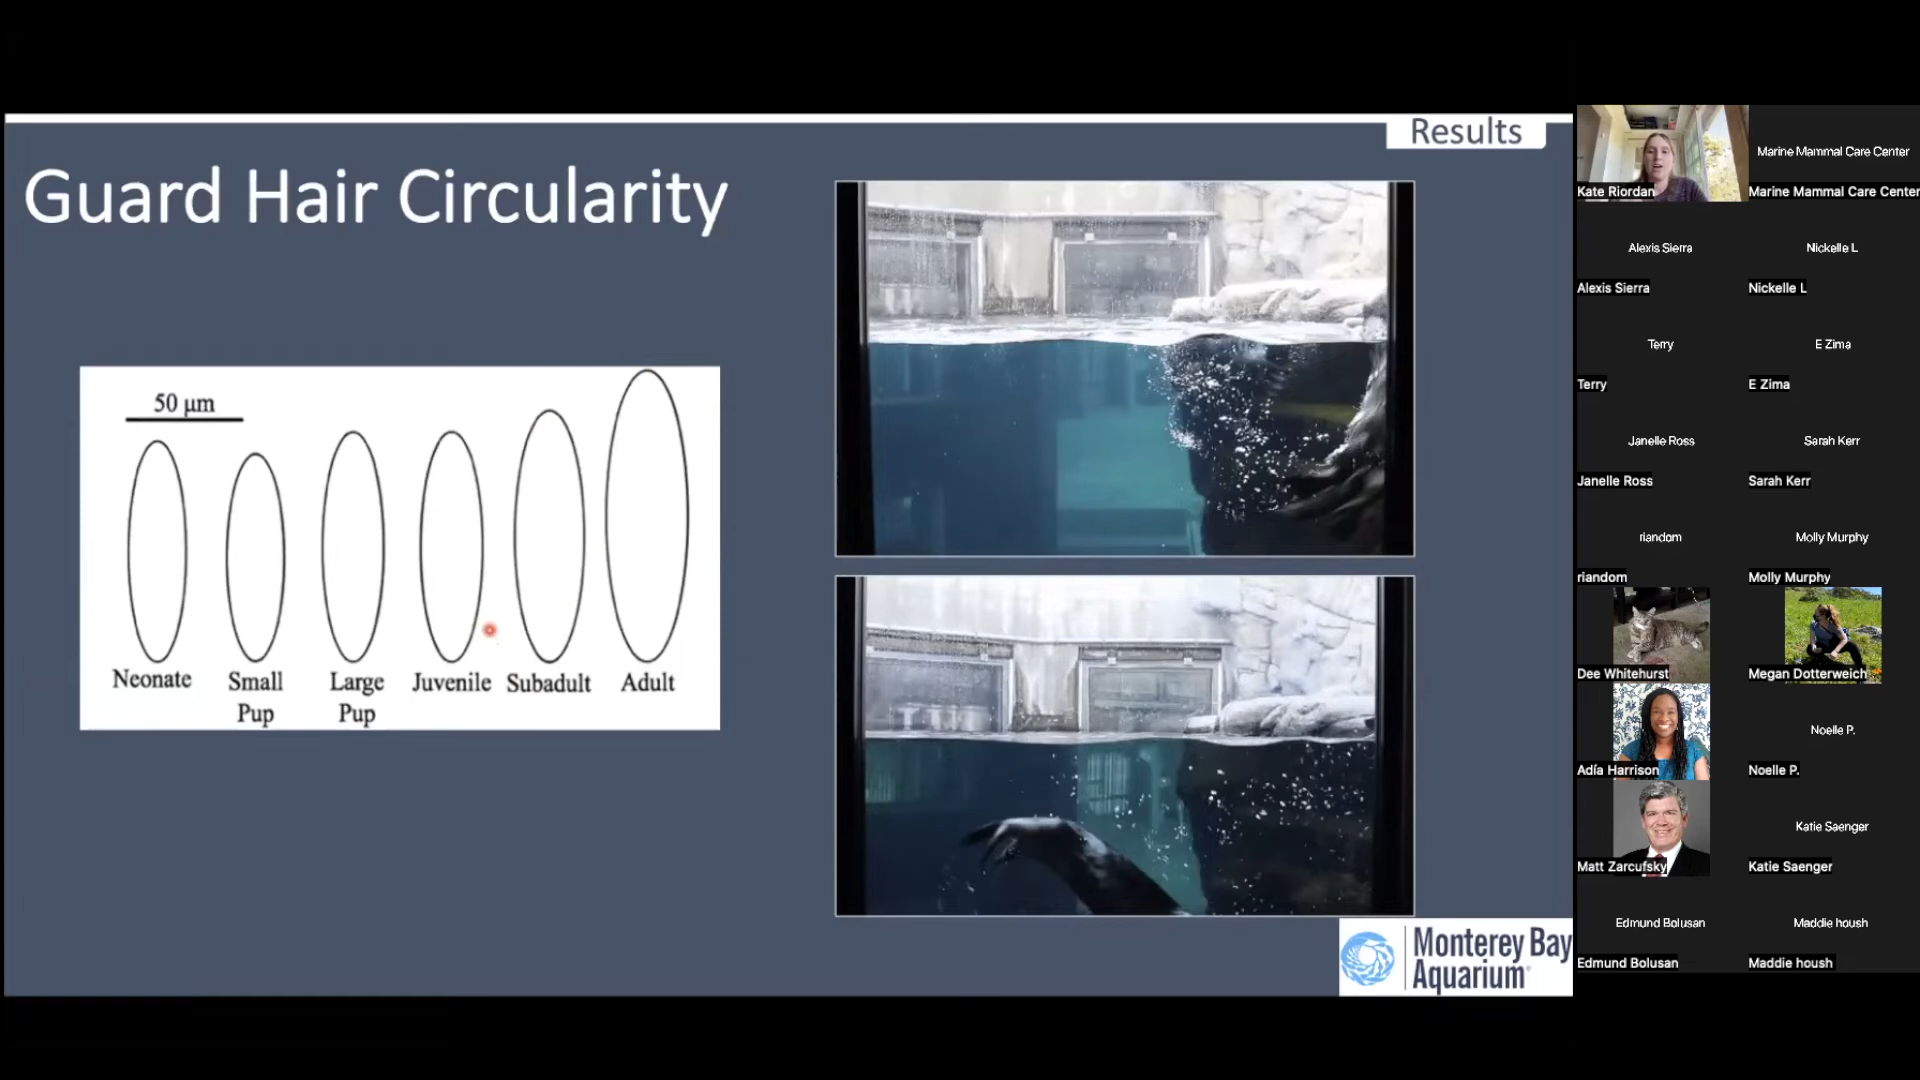 Results
Guard Hair Circularity
50 μm
Neonate
Small
Pup
Large
Pup
Juvenile
Subadult
Adult
Monterey Bay
Aquarium
Kate Riordan
Marine Mammal Care Center
Marine Mammal Care Center
Alexis Sierra
Alexis Sierra
Nickelle L
Nickelle L
Terry
Terry
E Zima
E Zima
Janelle Ross
Janelle Ross
Sarah Kerr
Sarah Kerr
riandom
riandom
Molly Murphy
Molly Murphy
Dee Whitehurst
Megan Dotterweich
Adía Harrison
Noelle P.
Noelle P.
Matt Zarcufsky
Katie Saenger
Katie Saenger
Edmund Bolusan
Edmund Bolusan
Maddie housh
Maddie housh